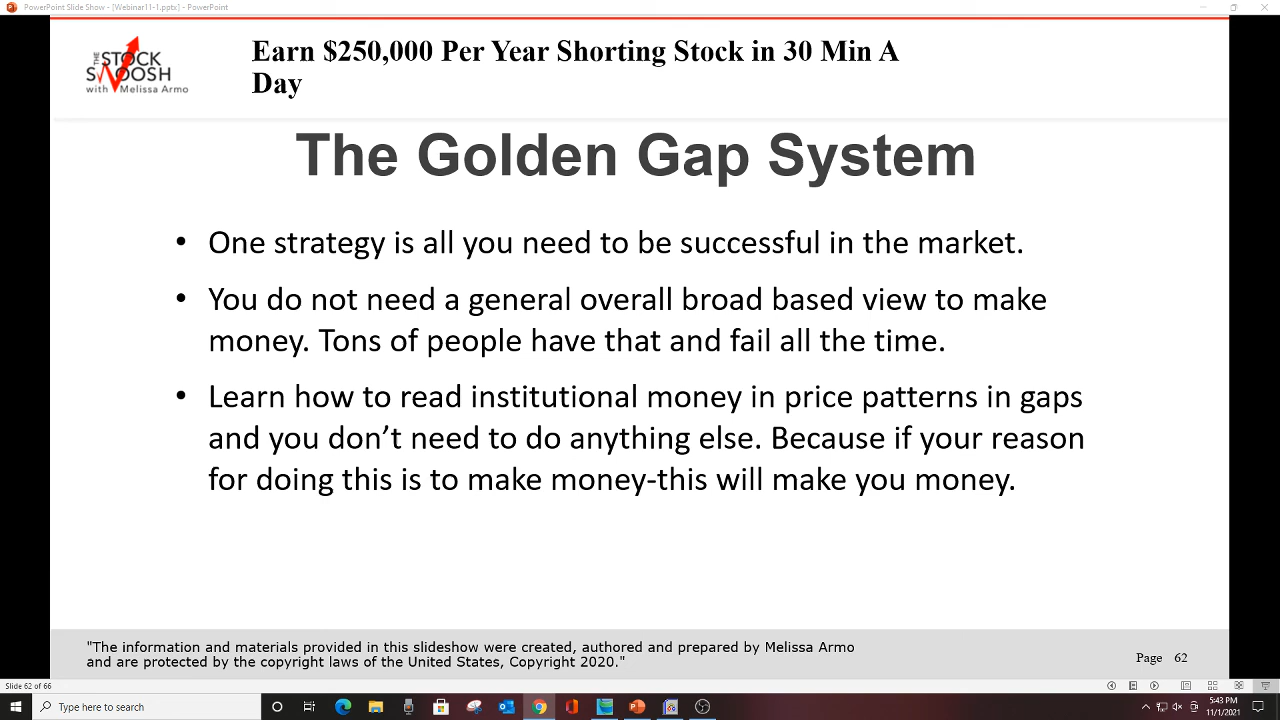 PowerPoint Slide Show - [Webinar11-1.pptx] - PowerPoint
THE
STOCK
SWOOSH
with Melissa Armo
Earn $250,000 Per Year Shorting Stock in 30 Min A
Day
The Golden Gap System
• One strategy is all you need to be successful in the market.
• You do not need a general overall broad based view to make
money. Tons of people have that and fail all the time.
• Learn how to read institutional money in price patterns in gaps
and you don’t need to do anything else. Because if your reason
for doing this is to make money-this will make you money.
"The information and materials provided in this slideshow were created, authored and prepared by Melissa Armo
and are protected by the copyright laws of the United States, Copyright 2020."
Page 62
Slide 62 of 66
Type here to search
5:43 PM
11/1/2021